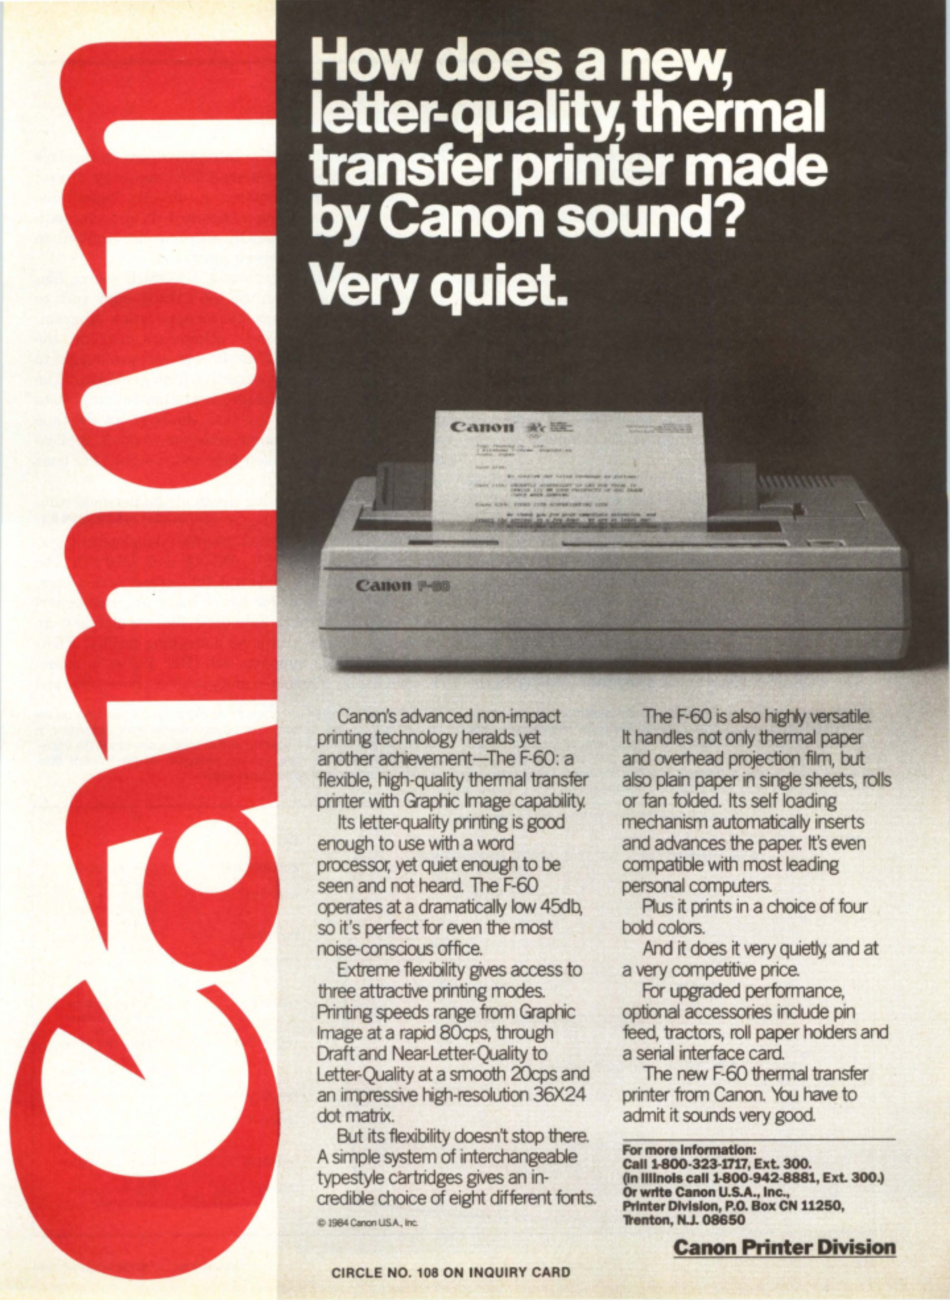 Canon
How does a new,
letter-quality, thermal
transfer printer made
by Canon sound?
Very quiet.
Canon
Canon F-60
Canon's advanced non-impact
printing technology heralds yet
another achievement—The F-60: a
flexible, high-quality thermal transfer
printer with Graphic Image capability.
Its letter-quality printing is good
enough to use with a word
processor, yet quiet enough to be
seen and not heard. The F-60
operates at a dramatically low 45db,
so it's perfect for even the most
noise-conscious office.
Extreme flexibility gives access to
three attractive printing modes.
Printing speeds range from Graphic
Image at a rapid 80cps, through
Draft and Near-Letter-Quality to
Letter-Quality at a smooth 20cps and
an impressive high-resolution 36X24
dot matrix.
But its flexibility doesn't stop there.
A simple system of interchangeable
typestyle cartridges gives an in-
credible choice of eight different fonts.
© 1984 Canon U.S.A., Inc.
The F-60 is also highly versatile.
It handles not only thermal paper
and overhead projection film, but
also plain paper in single sheets, rolls
or fan folded. Its self loading
mechanism automatically inserts
and advances the paper. It's even
compatible with most leading
personal computers.
Plus it prints in a choice of four
bold colors.
And it does it very quietly, and at
a very competitive price.
For upgraded performance,
optional accessories include pin
feed, tractors, roll paper holders and
a serial interface card.
The new F-60 thermal transfer
printer from Canon. You have to
admit it sounds very good.
For more information:
Call 1-800-323-1717, Ext. 300.
(In Illinois call 1-800-942-8881, Ext. 300.)
Or write Canon U.S.A., Inc.,
Printer Division, P.O. Box CN 11250,
Trenton, N.J. 08650
Canon Printer Division
CIRCLE NO. 108 ON INQUIRY CARD